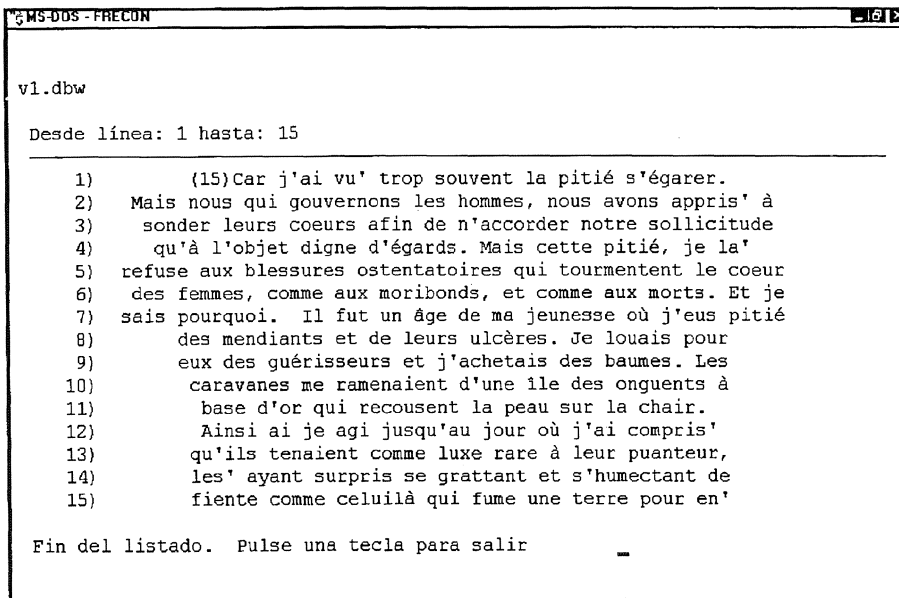 MS-DOS - FRECON
v1.dbw
Desde línea: 1 hasta: 15
1) (15)Car j'ai vu' trop souvent la pitié s'égarer.
2) Mais nous qui gouvernons les hommes, nous avons appris' à
3) sonder leurs coeurs afin de n'accorder notre sollicitude
4) qu'à l'objet digne d'égards. Mais cette pitié, je la'
5) refuse aux blessures ostentatoires qui tourmentent le coeur
6) des femmes, comme aux moribonds, et comme aux morts. Et je
7) sais pourquoi. Il fut un âge de ma jeunesse où j'eus pitié
8) des mendiants et de leurs ulcères. Je louais pour
9) eux des guérisseurs et j'achetais des baumes. Les
10) caravanes me ramenaient d'une île des onguents à
11) base d'or qui recousent la peau sur la chair.
12) Ainsi ai je agi jusqu'au jour où j'ai compris'
13) qu'ils tenaient comme luxe rare à leur puanteur,
14) les' ayant surpris se grattant et s'humectant de
15) fiente comme celuilà qui fume une terre pour en'
Fin del listado. Pulse una tecla para salir